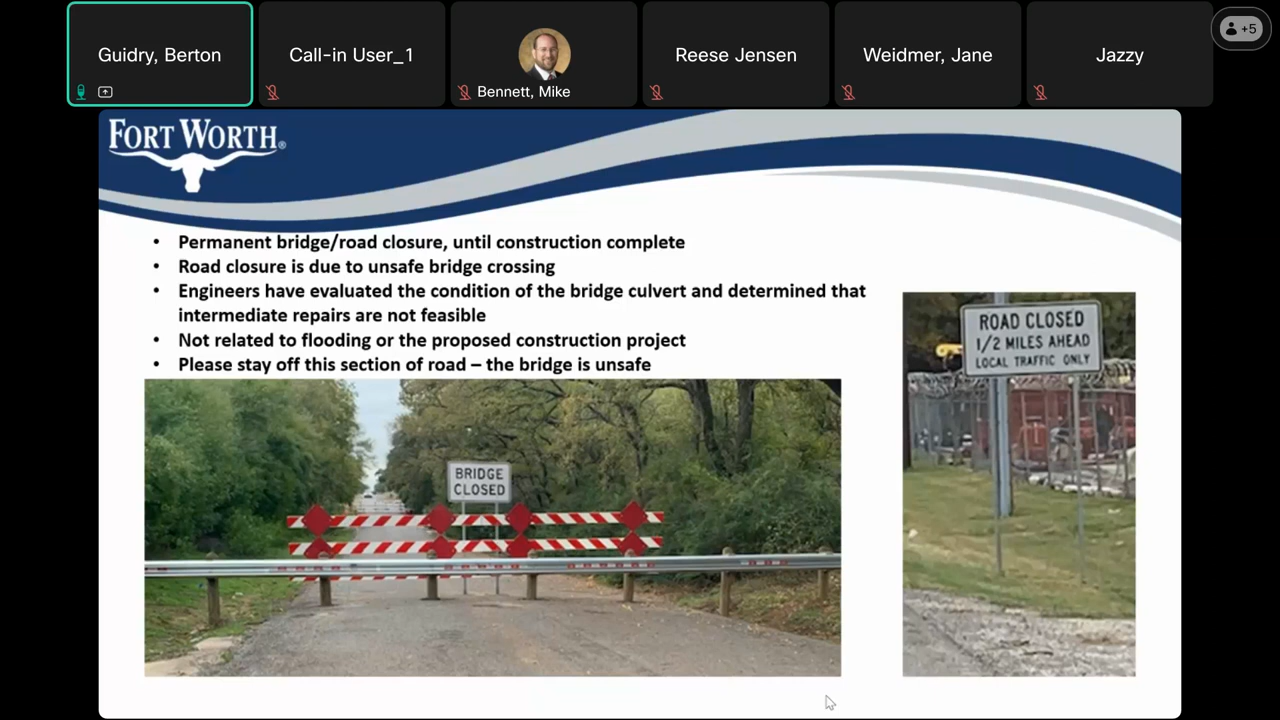 Guidry, Berton
Call-in User_1
Bennett, Mike
Reese Jensen
Weidmer, Jane
Jazzy
+5
FORT WORTH®
• Permanent bridge/road closure, until construction complete
• Road closure is due to unsafe bridge crossing
• Engineers have evaluated the condition of the bridge culvert and determined that
intermediate repairs are not feasible
• Not related to flooding or the proposed construction project
• Please stay off this section of road – the bridge is unsafe
BRIDGE
CLOSED
ROAD CLOSED
1/2 MILES AHEAD
LOCAL TRAFFIC ONLY